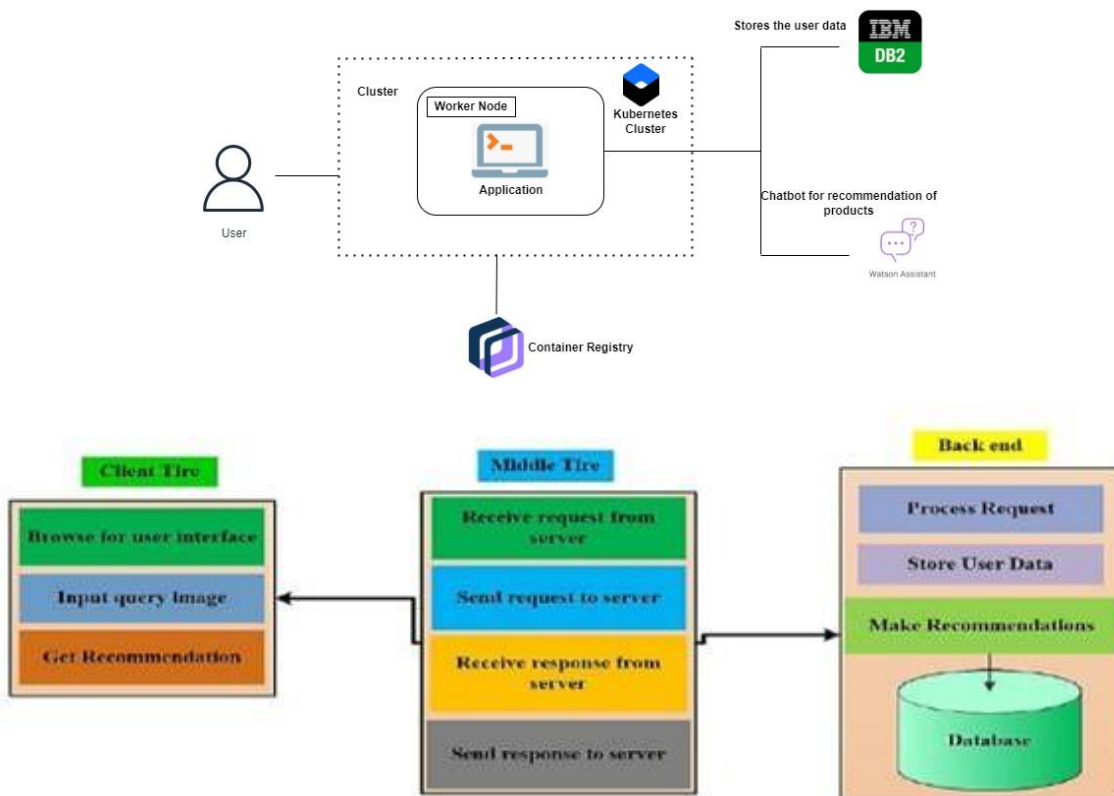 Stores the user data
IBM
DB2
Cluster
Worker Node
Kubernetes
Cluster
Application
User
Chatbot for recommendation of
products
Watson Assistant
Container Registry
Client Tire
Browse for user interface
Input query image
Get Recommendation
Middle Tire
Receive request from
server
Send request to server
Receive response from
server
Send response to server
Back end
Process Request
Store User Data
Make Recommendations
Database